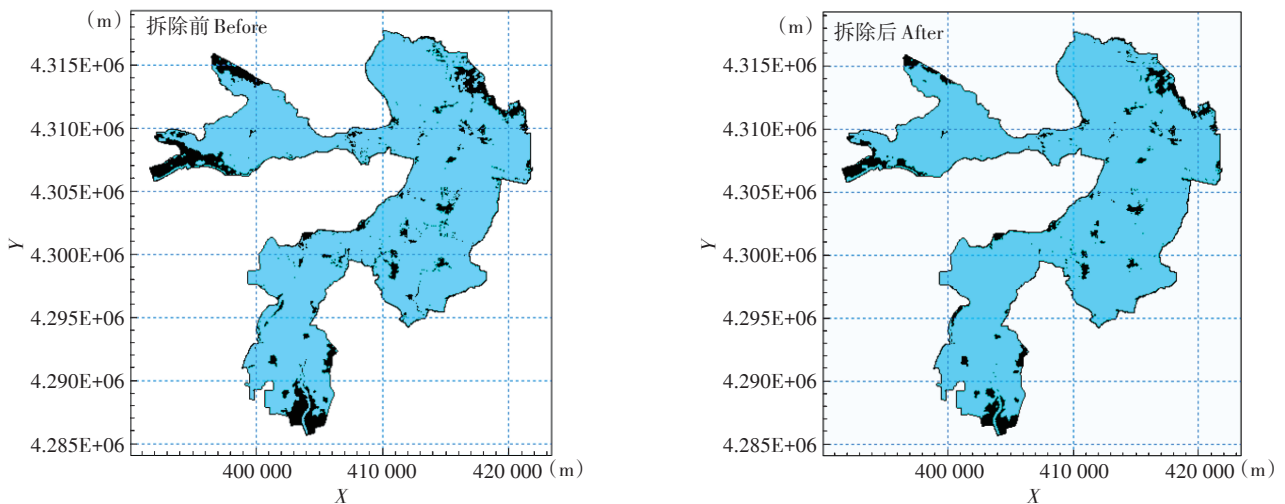 (m)
拆除前 Before
4.315E+06
4.310E+06
4.305E+06
4.300E+06
4.295E+06
4.290E+06
4.285E+06
Y
400 000 410 000 420 000 (m)
X
(m)
拆除后 After
4.315E+06
4.310E+06
4.305E+06
4.300E+06
4.295E+06
4.290E+06
4.285E+06
Y
400 000 410 000 420 000 (m)
X